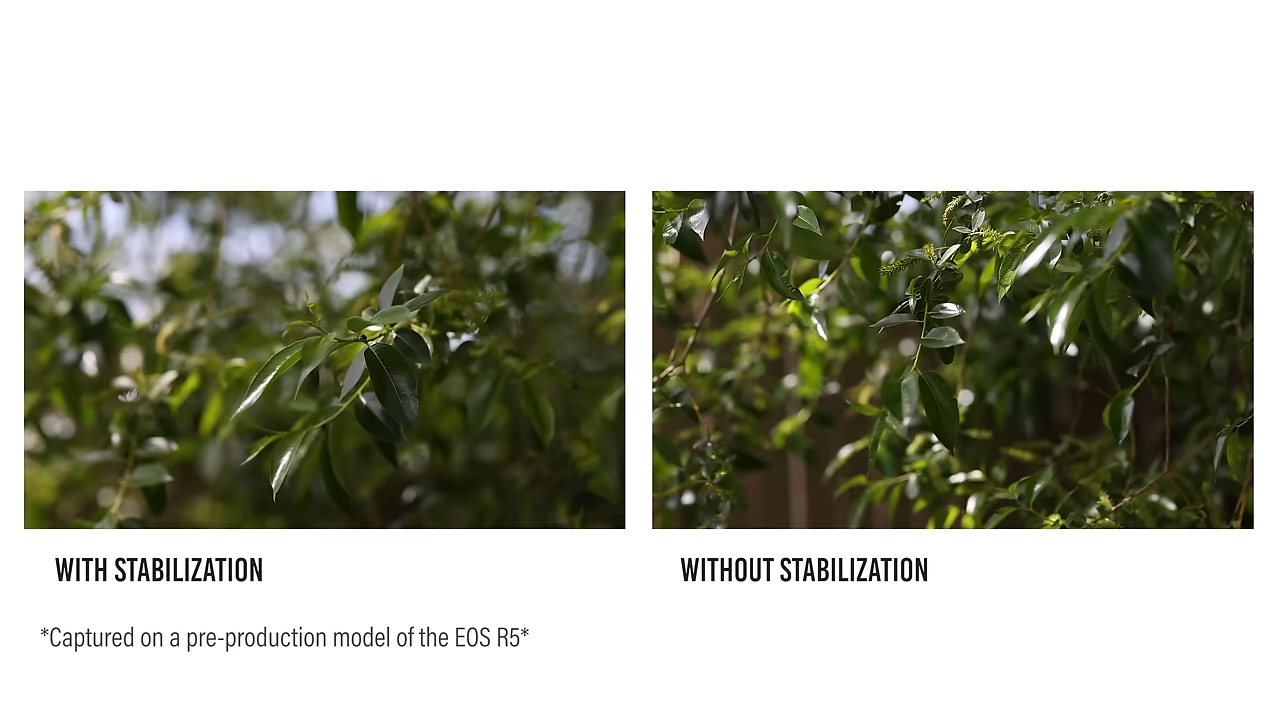 WITH STABILIZATION
WITHOUT STABILIZATION
*Captured on a pre-production model of the EOS R5*